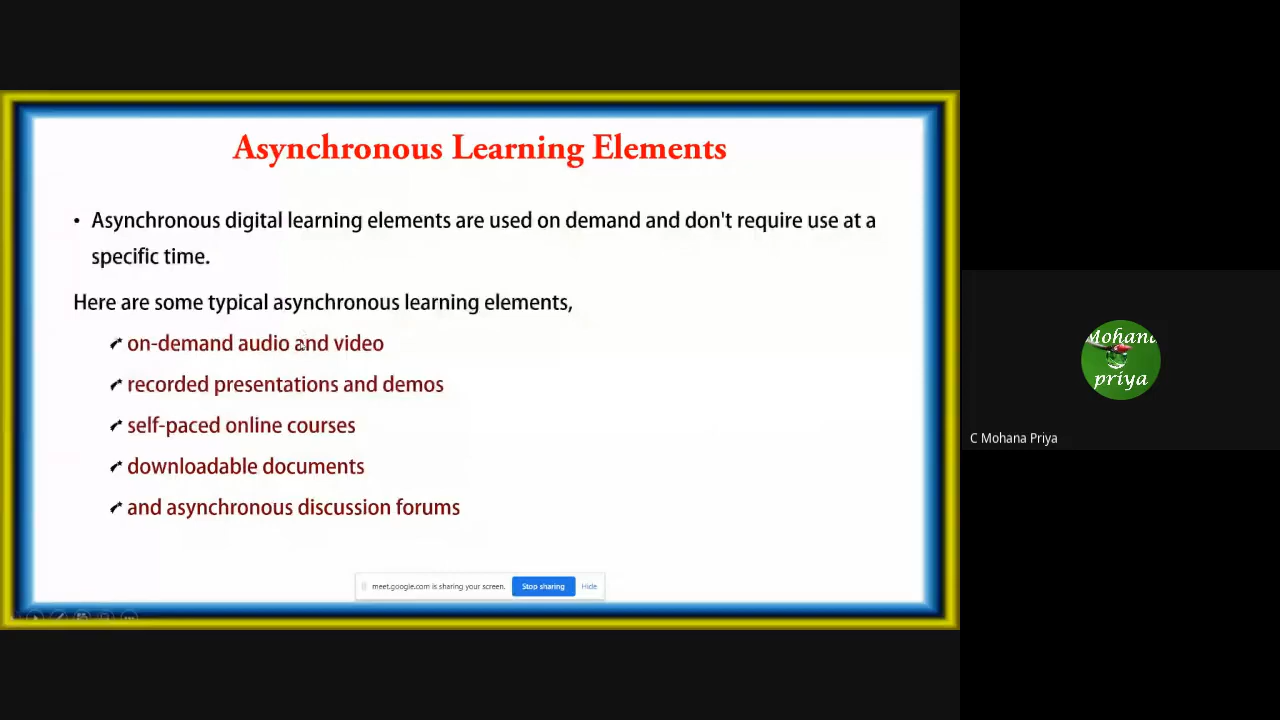 Asynchronous Learning Elements
• Asynchronous digital learning elements are used on demand and don't require use at a
specific time.
Here are some typical asynchronous learning elements,
on-demand audio and video
recorded presentations and demos
self-paced online courses
downloadable documents
and asynchronous discussion forums
meet.google.com is sharing your screen. Stop sharing Hide
Mohana
priya
C Mohana Priya